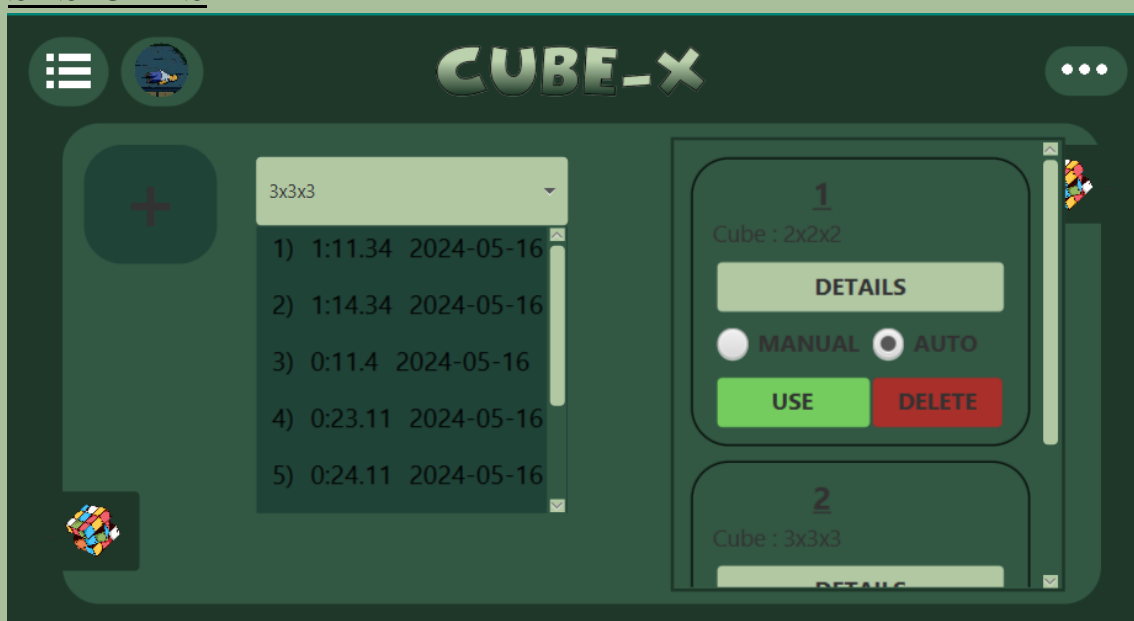 CUBE-X
+
3x3x3
1) 1:11.34 2024-05-16
2) 1:14.34 2024-05-16
3) 0:11.4 2024-05-16
4) 0:23.11 2024-05-16
5) 0:24.11 2024-05-16
1
Cube : 2x2x2
DETAILS
MANUAL AUTO
USE DELETE
2
Cube : 3x3x3
DETAILS